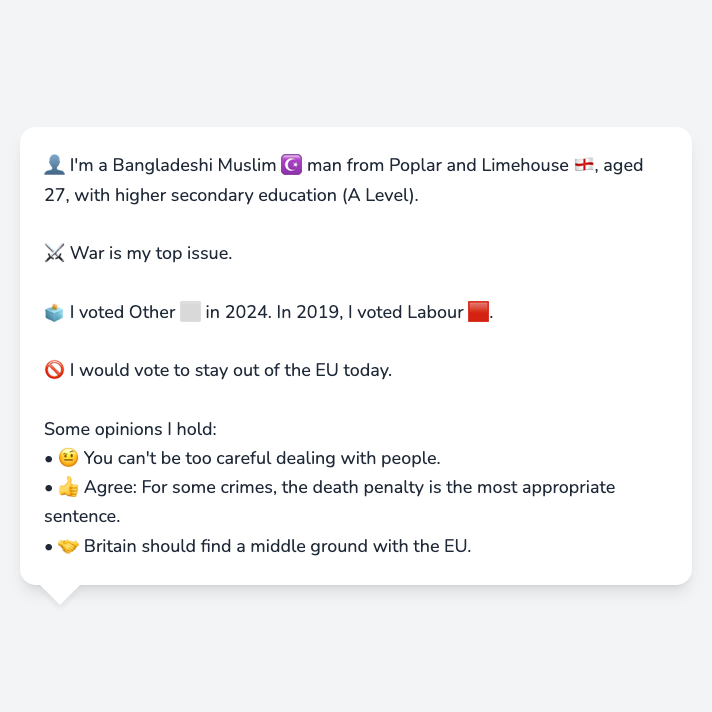 👤 I'm a Bangladeshi Muslim ☪️ man from Poplar and Limehouse 🏴󠁧󠁢󠁥󠁮󠁧󠁿, aged
27, with higher secondary education (A Level).
⚔️ War is my top issue.
🗳️ I voted Other ⬜ in 2024. In 2019, I voted Labour 🟥.
🚫 I would vote to stay out of the EU today.
Some opinions I hold:
• 🤨 You can't be too careful dealing with people.
• 👍 Agree: For some crimes, the death penalty is the most appropriate
sentence.
• 🤝 Britain should find a middle ground with the EU.